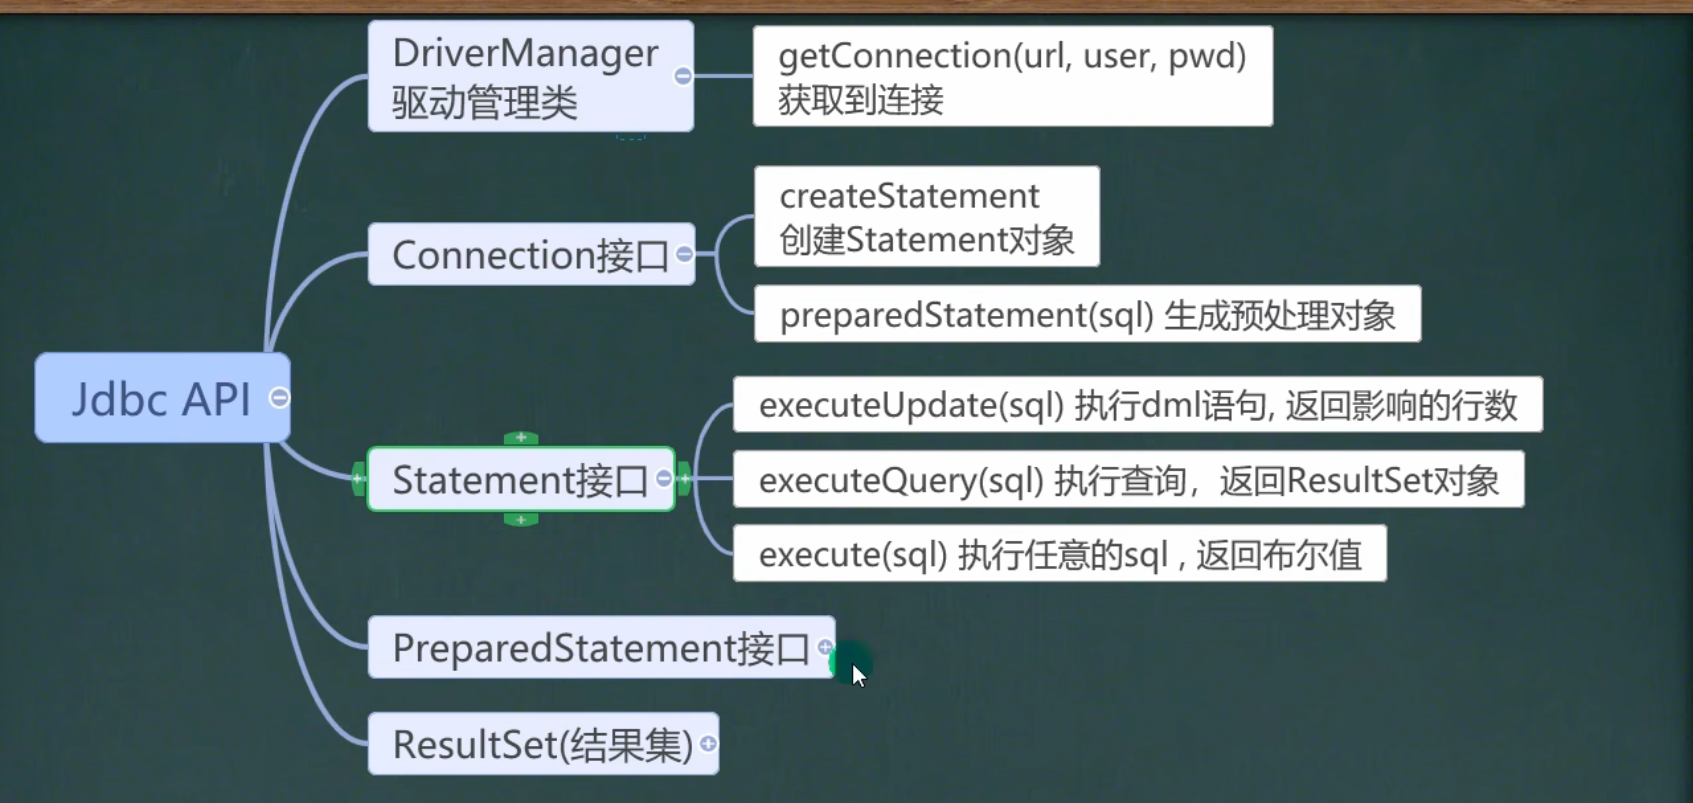 DriverManager
驱动管理类
getConnection(url, user, pwd)
获取到连接
Connection接口
createStatement
创建Statement对象
preparedStatement(sql) 生成预处理对象
Jdbc API
Statement接口
executeUpdate(sql) 执行dml语句, 返回影响的行数
executeQuery(sql) 执行查询，返回ResultSet对象
execute(sql) 执行任意的sql , 返回布尔值
PreparedStatement接口
ResultSet(结果集)